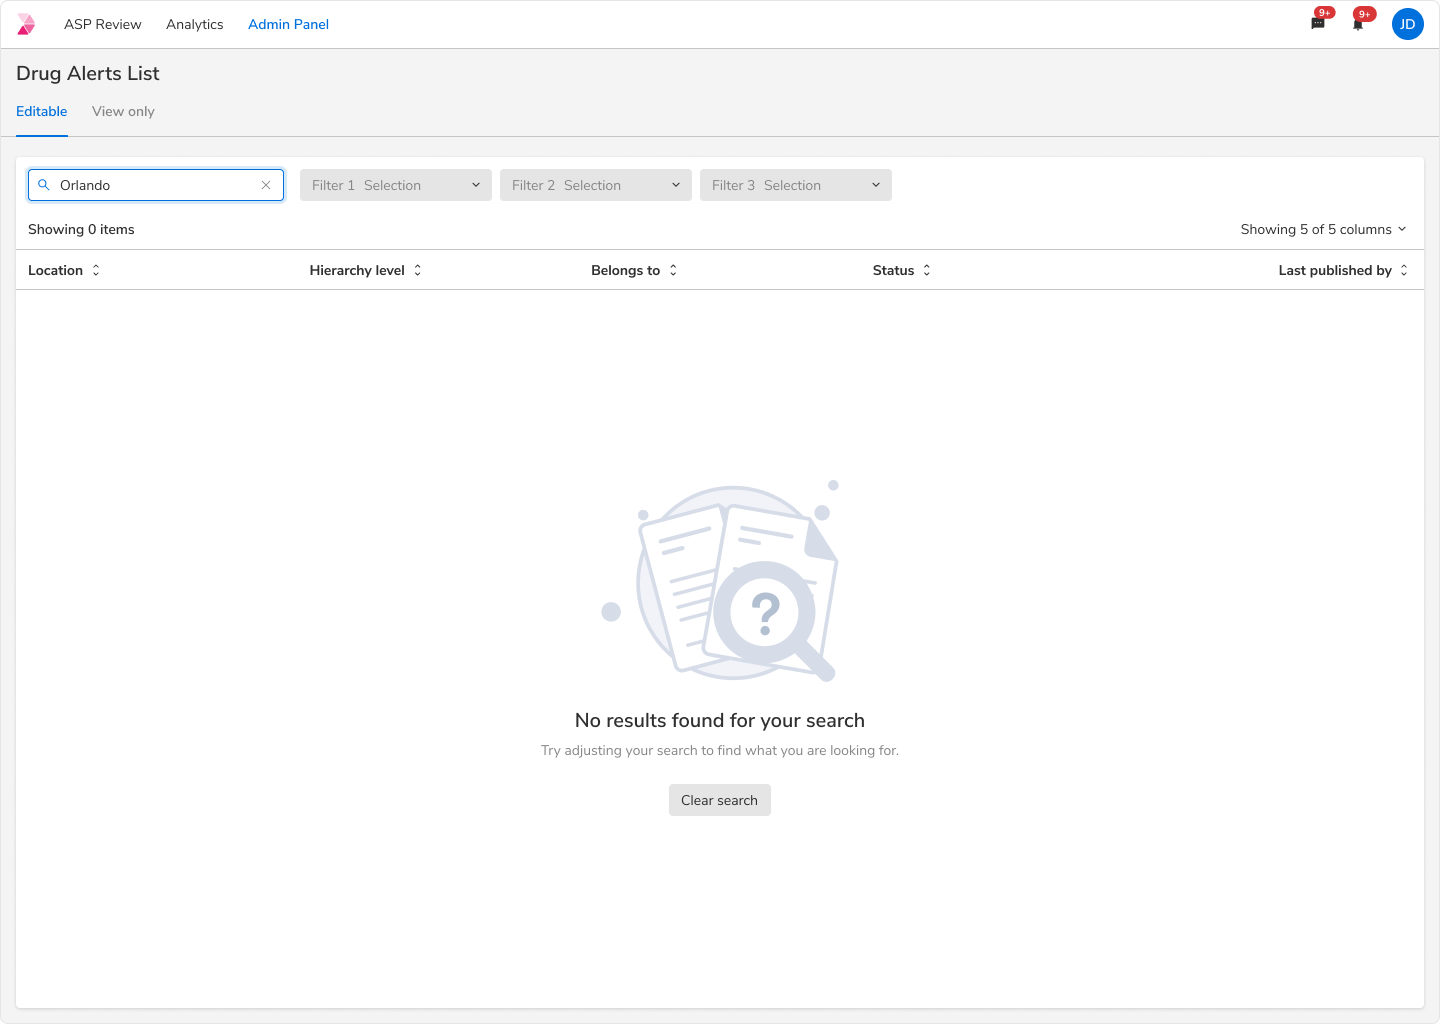 ASP Review Analytics Admin Panel 9+ 9+ JD
Drug Alerts List
Editable View only
Orlando Filter 1 Selection Filter 2 Selection Filter 3 Selection
Showing 0 items Showing 5 of 5 columns
Location Hierarchy level Belongs to Status Last published by
?
No results found for your search
Try adjusting your search to find what you are looking for.
Clear search